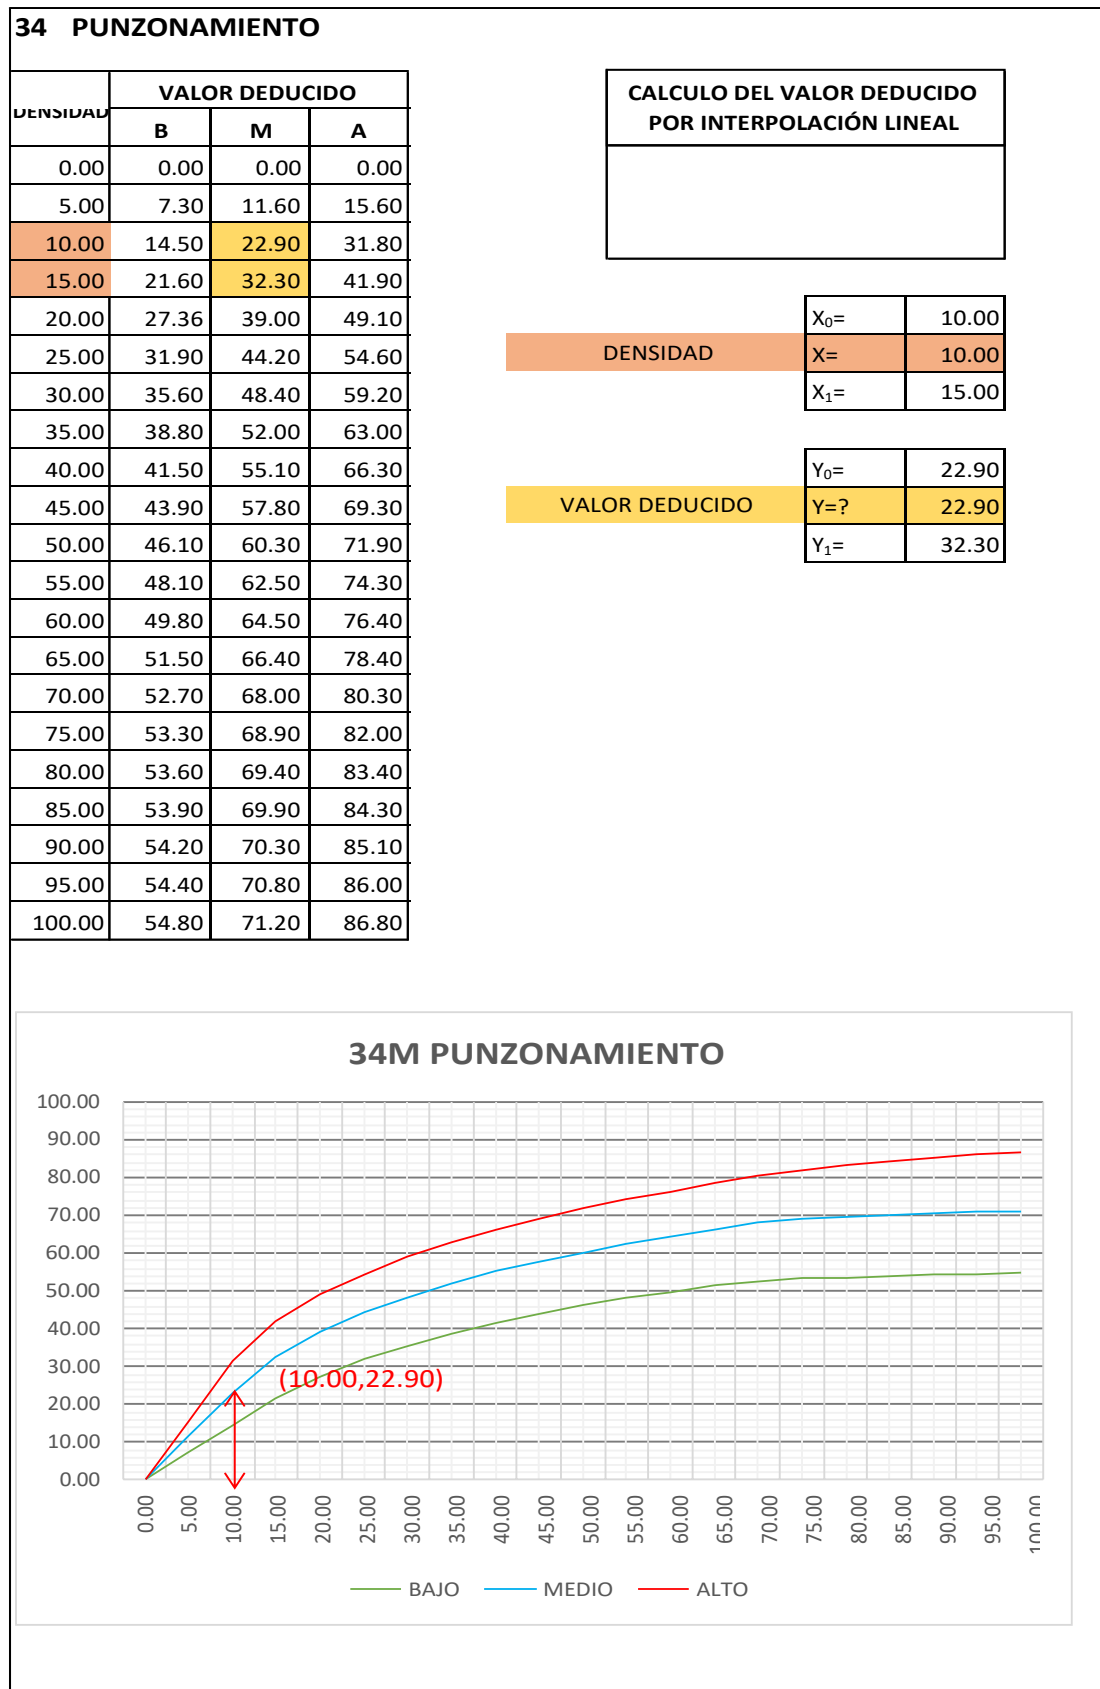 34 PUNZONAMIENTO
DENSIDAD
VALOR DEDUCIDO
B M A
0.00 0.00 0.00 0.00
5.00 7.30 11.60 15.60
10.00 14.50 22.90 31.80
15.00 21.60 32.30 41.90
20.00 27.36 39.00 49.10
25.00 31.90 44.20 54.60
30.00 35.60 48.40 59.20
35.00 38.80 52.00 63.00
40.00 41.50 55.10 66.30
45.00 43.90 57.80 69.30
50.00 46.10 60.30 71.90
55.00 48.10 62.50 74.30
60.00 49.80 64.50 76.40
65.00 51.50 66.40 78.40
70.00 52.70 68.00 80.30
75.00 53.30 68.90 82.00
80.00 53.60 69.40 83.40
85.00 53.90 69.90 84.30
90.00 54.20 70.30 85.10
95.00 54.40 70.80 86.00
100.00 54.80 71.20 86.80
CALCULO DEL VALOR DEDUCIDO
POR INTERPOLACIÓN LINEAL
X₀= 10.00
DENSIDAD X= 10.00
X₁= 15.00
Y₀= 22.90
VALOR DEDUCIDO Y=? 22.90
Y₁= 32.30
34M PUNZONAMIENTO
100.00
90.00
80.00
70.00
60.00
50.00
40.00
30.00
20.00
10.00
0.00
(10.00,22.90)
0.00 5.00 10.00 15.00 20.00 25.00 30.00 35.00 40.00 45.00 50.00 55.00 60.00 65.00 70.00 75.00 80.00 85.00 90.00 95.00 100.00
BAJO MEDIO ALTO